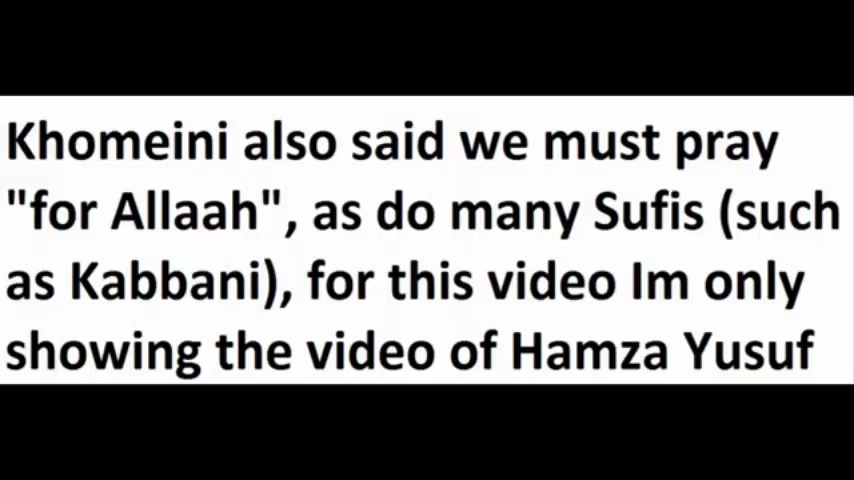 Khomeini also said we must pray
"for Allaah", as do many Sufis (such
as Kabbani), for this video Im only
showing the video of Hamza Yusuf